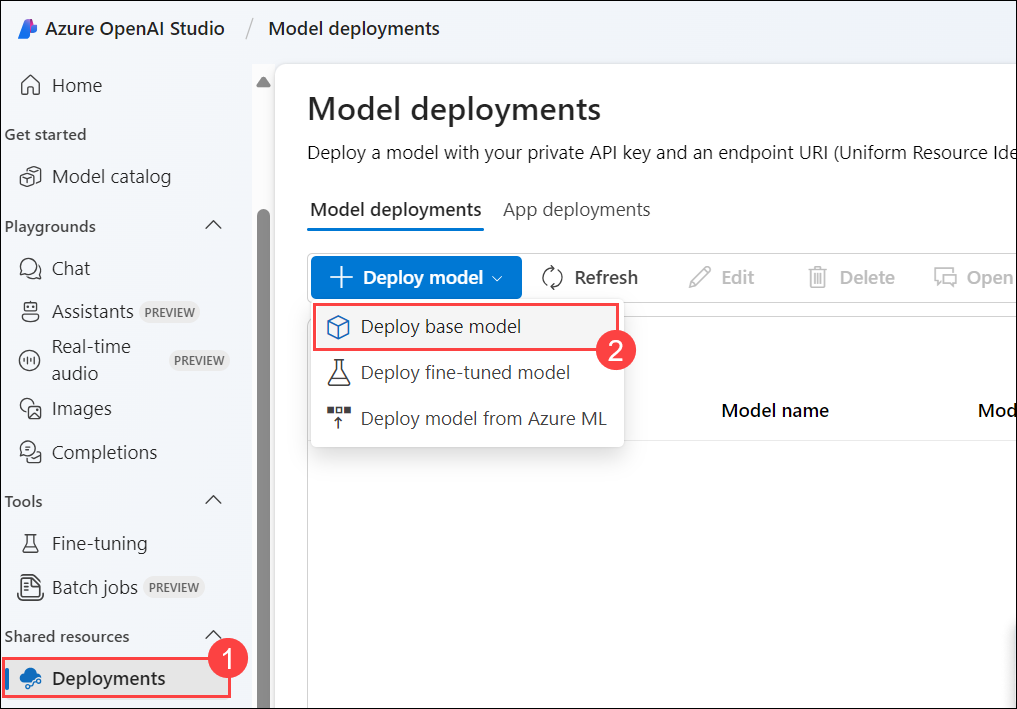 Azure OpenAI Studio / Model deployments
Home
Get started
Model catalog
Playgrounds
Chat
Assistants PREVIEW
Real-time
audio
PREVIEW
Images
Completions
Tools
Fine-tuning
Batch jobs PREVIEW
Shared resources
1
Deployments
Model deployments
Deploy a model with your private API key and an endpoint URI (Uniform Resource Ide
Model deployments App deployments
Deploy model Refresh Edit Delete Open
Deploy base model
2
Deploy fine-tuned model
Deploy model from Azure ML
Model name Mod